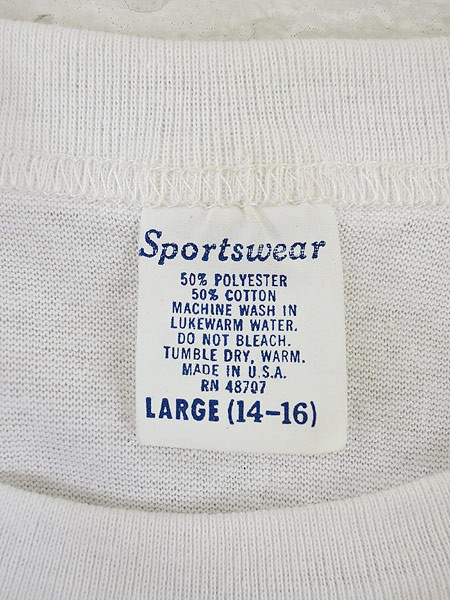 Sportswear
50% POLYESTER
50% COTTON
MACHINE WASH IN
LUKEWARM WATER.
DO NOT BLEACH.
TUMBLE DRY, WARM.
MADE IN U.S.A.
RN 48707
LARGE (14-16)